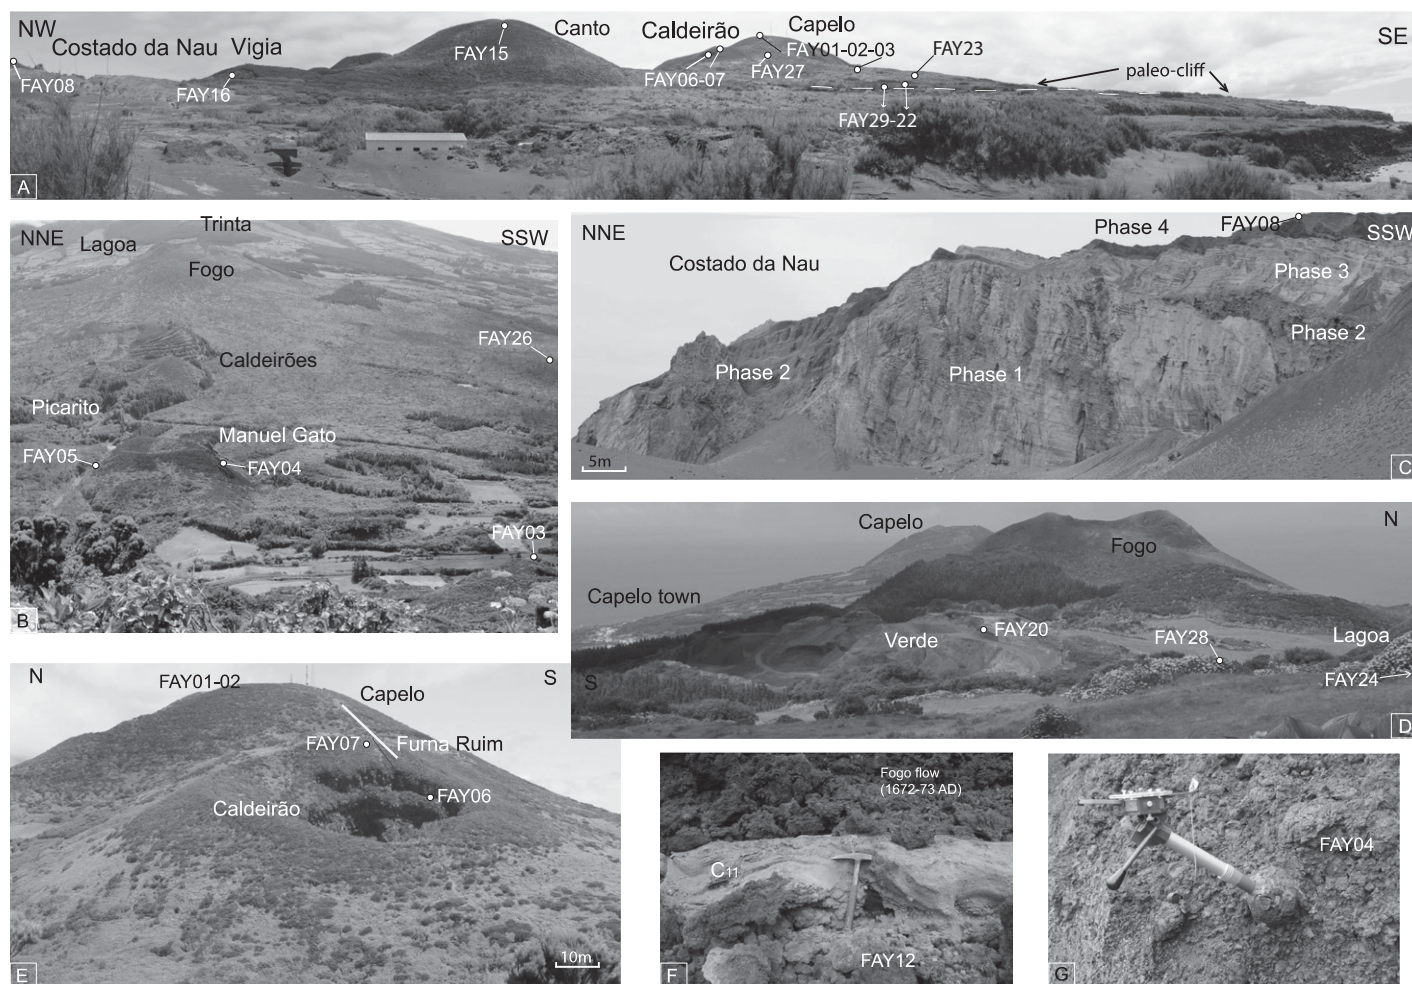 NW
Costado da Nau
Vigia
FAY15
Canto
Caldeirão
Capelo
FAY01-02-03
FAY23
SE
FAY08
FAY16
FAY06-07
FAY27
paleo-cliff
FAY29-22
A
NNE
Trinta
SSW
Lagoa
Fogo
FAY26
Caldeirões
Picarito
Manuel Gato
FAY05
FAY04
FAY03
B
NNE
Phase 4
FAY08
SSW
Costado da Nau
Phase 3
Phase 2
Phase 1
Phase 2
5m
C
Capelo
N
Fogo
Capelo town
FAY20
Verde
FAY28
Lagoa
S
FAY24
D
N
FAY01-02
Capelo
S
FAY07
Furna Ruim
Caldeirão
FAY06
10m
E
Fogo flow
(1672-73 AD)
C11
FAY12
F
FAY04
G